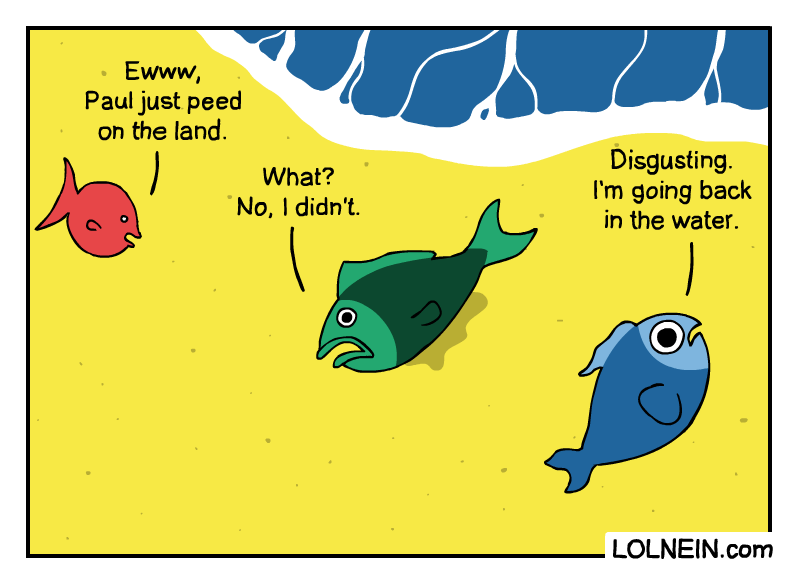 Ewww,
Paul just peed
on the land.
What?
No, I didn't.
Disgusting.
I'm going back
in the water.
LOLNEIN.com